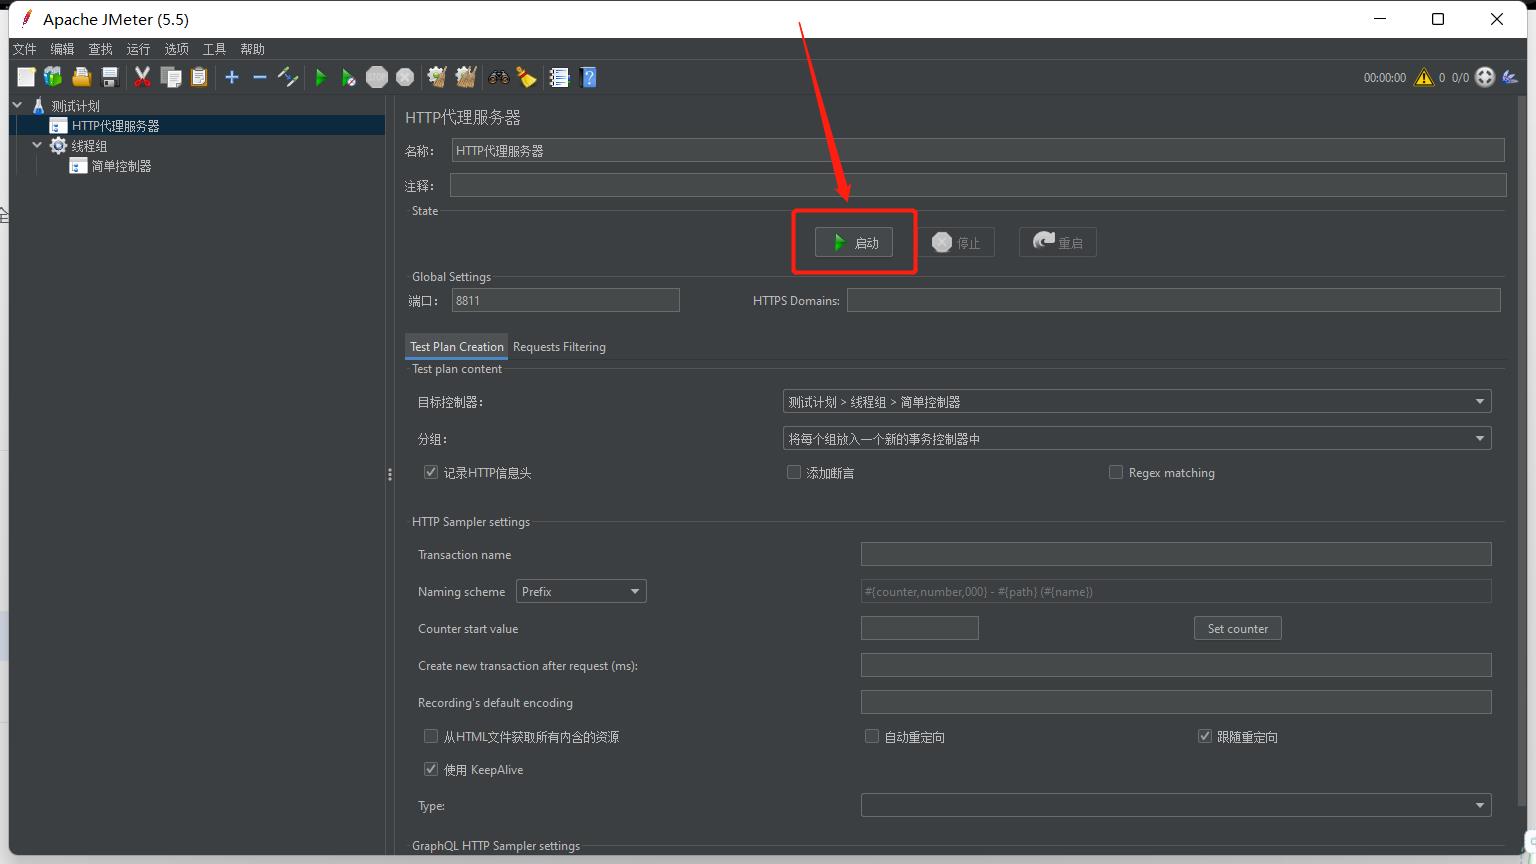 Apache JMeter (5.5)
文件 编辑 查找 运行 选项 工具 帮助
STOP
00:00:00 0 0/0
测试计划
HTTP代理服务器
线程组
简单控制器
HTTP代理服务器
名称: HTTP代理服务器
注释:
State
启动 停止 重启
Global Settings
端口: 8811 HTTPS Domains:
Test Plan Creation Requests Filtering
Test plan content
目标控制器: 测试计划 > 线程组 > 简单控制器
分组: 将每个组放入一个新的事务控制器中
记录HTTP信息头 添加断言 Regex matching
HTTP Sampler settings
Transaction name
Naming scheme Prefix #{counter,number,000} - #{path} (#{name})
Counter start value Set counter
Create new transaction after request (ms):
Recording's default encoding
从HTML文件获取所有内含的资源 自动重定向 跟随重定向
使用 KeepAlive
Type:
GraphQL HTTP Sampler settings